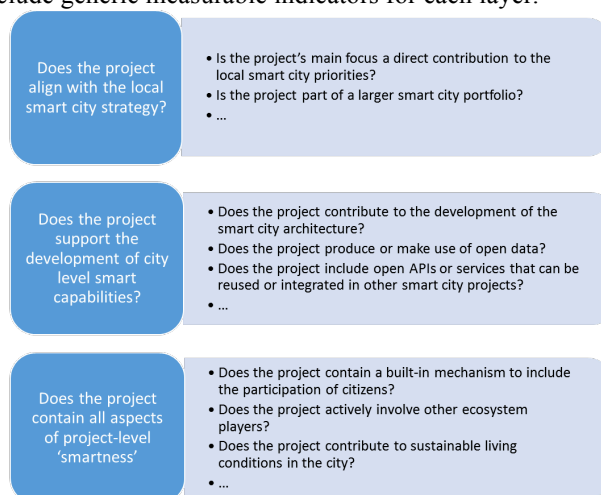 clude generic measurable indicators for each layer.
Does the project
align with the local
smart city strategy?
• Is the project's main focus a direct contribution to the
local smart city priorities?
• Is the project part of a larger smart city portfolio?
• ...
Does the project
support the
development of city
level smart
capabilities?
• Does the project contribute to the development of the
smart city architecture?
• Does the project produce or make use of open data?
• Does the project include open APIs or services that can be
reused or integrated in other smart city projects?
• ...
Does the project
contain all aspects
of project-level
‘smartness’
• Does the project contain a built-in mechanism to include
the participation of citizens?
• Does the project actively involve other ecosystem
players?
• Does the project contribute to sustainable living
conditions in the city?
• ...